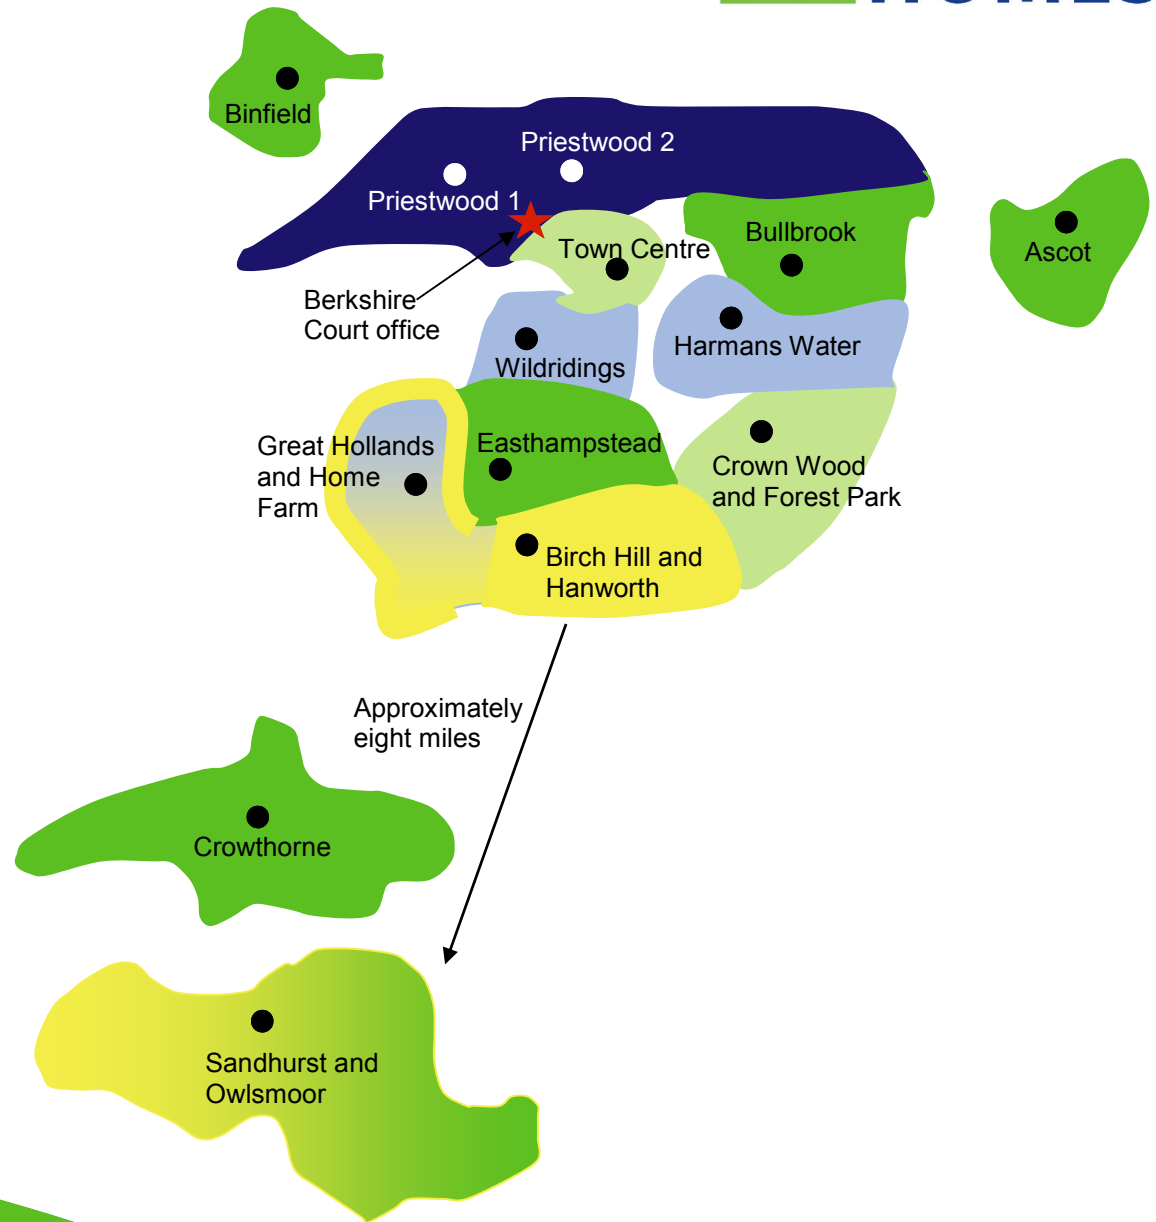 HOMES
Binfield
Priestwood 2
Priestwood 1
Town Centre
Bullbrook
Ascot
Berkshire
Court office
Wildridings
Harmans Water
Great Hollands
and Home
Farm
Easthampstead
Crown Wood
and Forest Park
Birch Hill and
Hanworth
Approximately
eight miles
Crowthorne
Sandhurst and
Owlsmoor